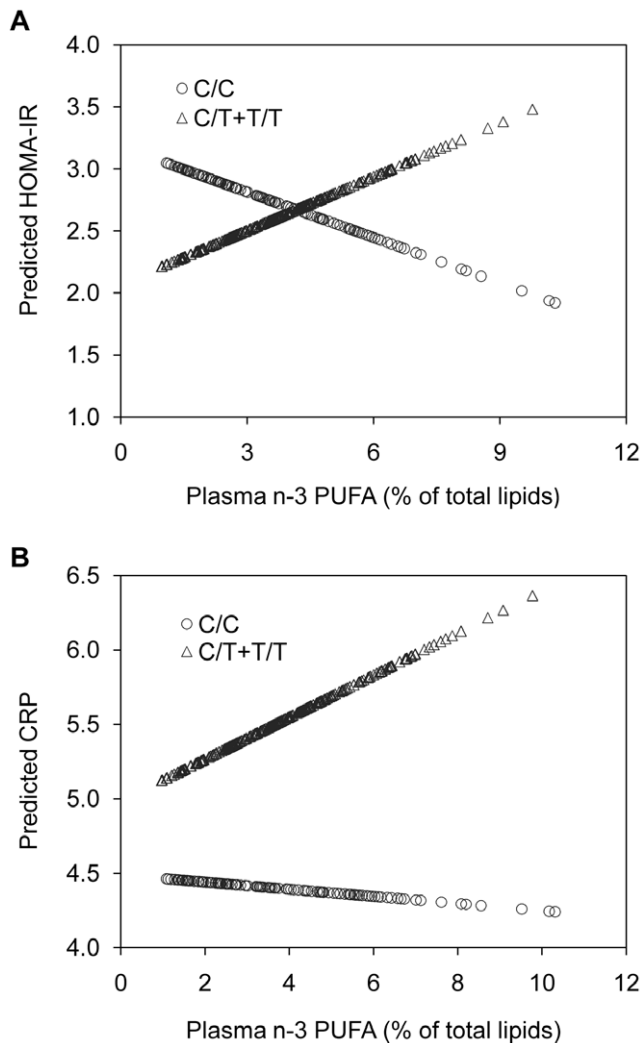 A
4.0
3.5
3.0
2.5
2.0
1.5
1.0
C/C
C/T+T/T
Predicted HOMA-IR
0 3 6 9 12
Plasma n-3 PUFA (% of total lipids)
B
6.5
6.0
5.5
5.0
4.5
4.0
C/C
C/T+T/T
Predicted CRP
0 2 4 6 8 10 12
Plasma n-3 PUFA (% of total lipids)